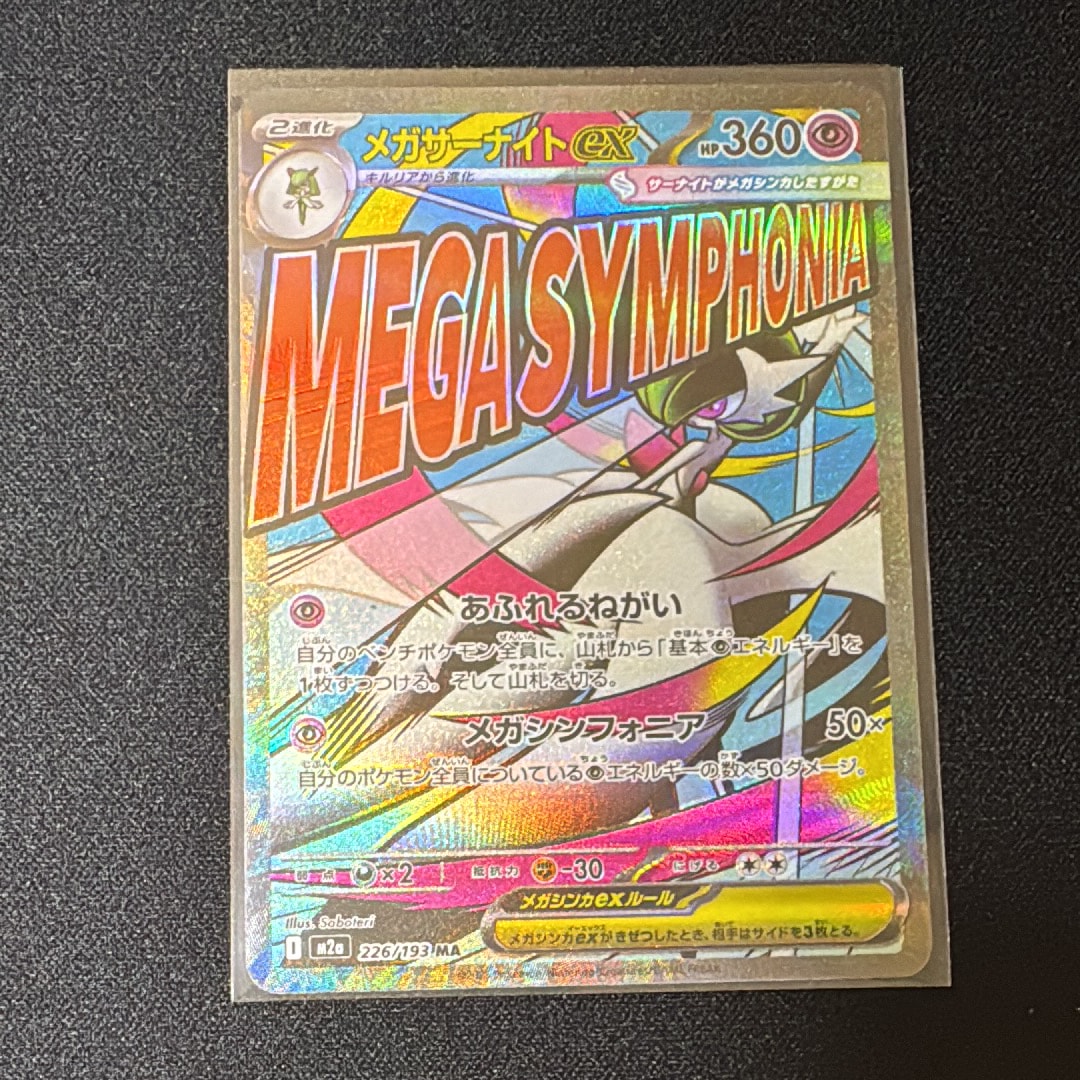 2進化
メガサーナイトex
HP360
キルリアから進化
サーナイトがメガシンカしたすがた
MEGASYMPHONIA
あふれるねがい
自分のベンチポケモン全員に、山札から「基本エネルギー」を
1枚ずつつける。そして山札を切る。
メガシンフォニア 50×
自分のポケモン全員についているエネルギーの数×50ダメージ。
弱点 ×2 抵抗力 -30 にげる
メガシンカexルール
メガシンカexがきぜつしたとき、相手はサイドを3枚とる。
Illus. Saboteri
I m2a 226/193 MA